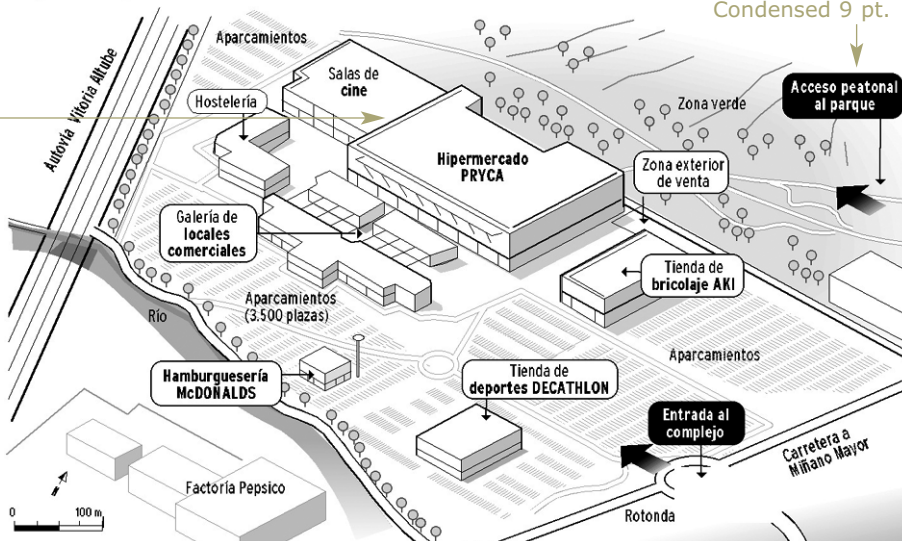 Condensed 9 pt.
Aparcamientos
Autovía Vitoria Altube
Salas de
cine
Hostelería
Zona verde
Acceso peatonal
al parque
Hipermercado
PRYCA
Zona exterior
de venta
Galería de
locales
comerciales
Tienda de
bricolaje AKI
Río
Aparcamientos
(3.500 plazas)
Aparcamientos
Hamburguesería
McDONALDS
Tienda de
deportes DECATHLON
Entrada al
complejo
Carretera a
Miñano Mayor
Factoría Pepsico
Rotonda
0 100 m